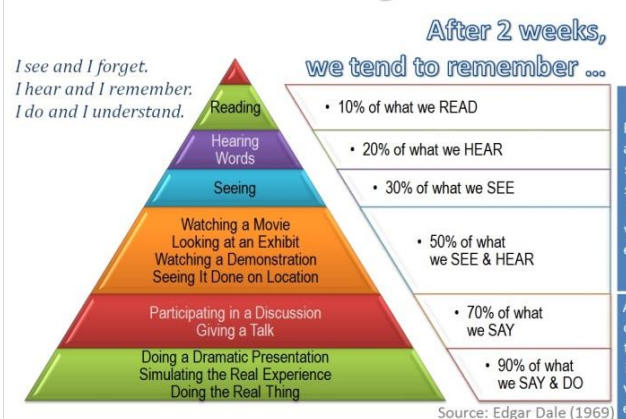 After 2 weeks,
we tend to remember ...
I see and I forget.
I hear and I remember.
I do and I understand.
Reading
• 10% of what we READ
Hearing
Words
• 20% of what we HEAR
Seeing
• 30% of what we SEE
Watching a Movie
Looking at an Exhibit
Watching a Demonstration
Seeing It Done on Location
• 50% of what
we SEE & HEAR
Participating in a Discussion
Giving a Talk
• 70% of what
we SAY
Doing a Dramatic Presentation
Simulating the Real Experience
Doing the Real Thing
• 90% of what
we SAY & DO
Source: Edgar Dale (1969)